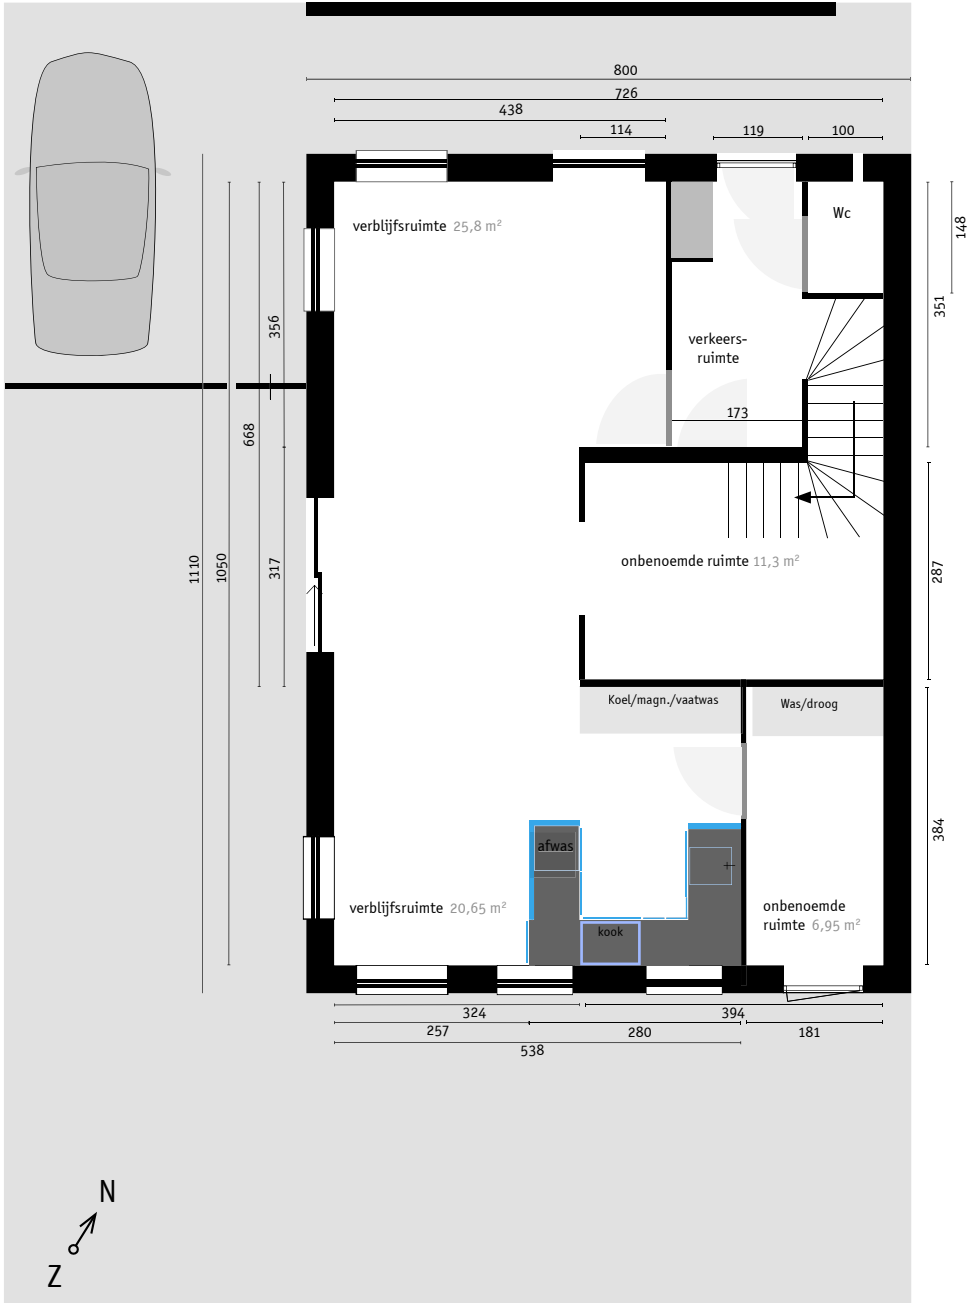 800
726
438
114
119
100
verblijfsruimte 25,8 m²
Wc
148
351
356
verkeers-
ruimte
173
668
1110
1050
317
onbenoemde ruimte 11,3 m²
287
Koel/magn./vaatwas
Was/droog
384
afwas
verblijfsruimte 20,65 m²
kook
onbenoemde
ruimte 6,95 m²
324
394
257
280
181
538
N
Z